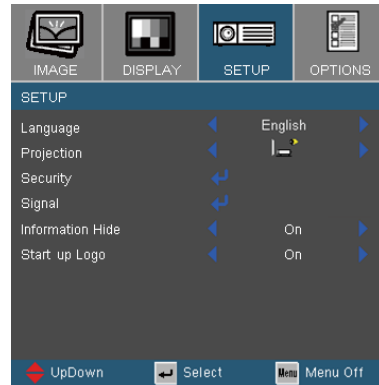 IMAGE DISPLAY SETUP OPTIONS
SETUP
Language English
Projection
Security
Signal
Information Hide On
Start up Logo On
UpDown Select Menu Menu Off